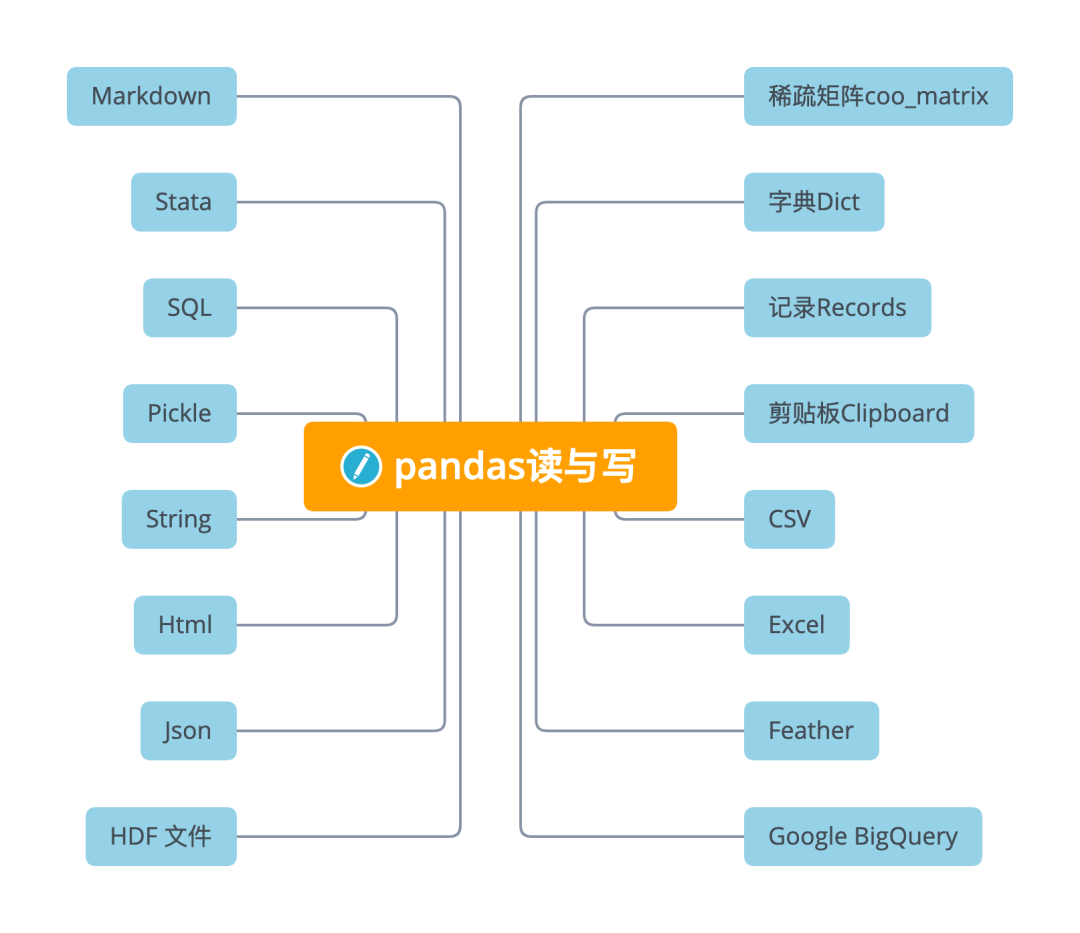 pandas读与写
稀疏矩阵coo_matrix
字典Dict
记录Records
剪贴板Clipboard
CSV
Excel
Feather
Google BigQuery
Markdown
Stata
SQL
Pickle
String
Html
Json
HDF 文件